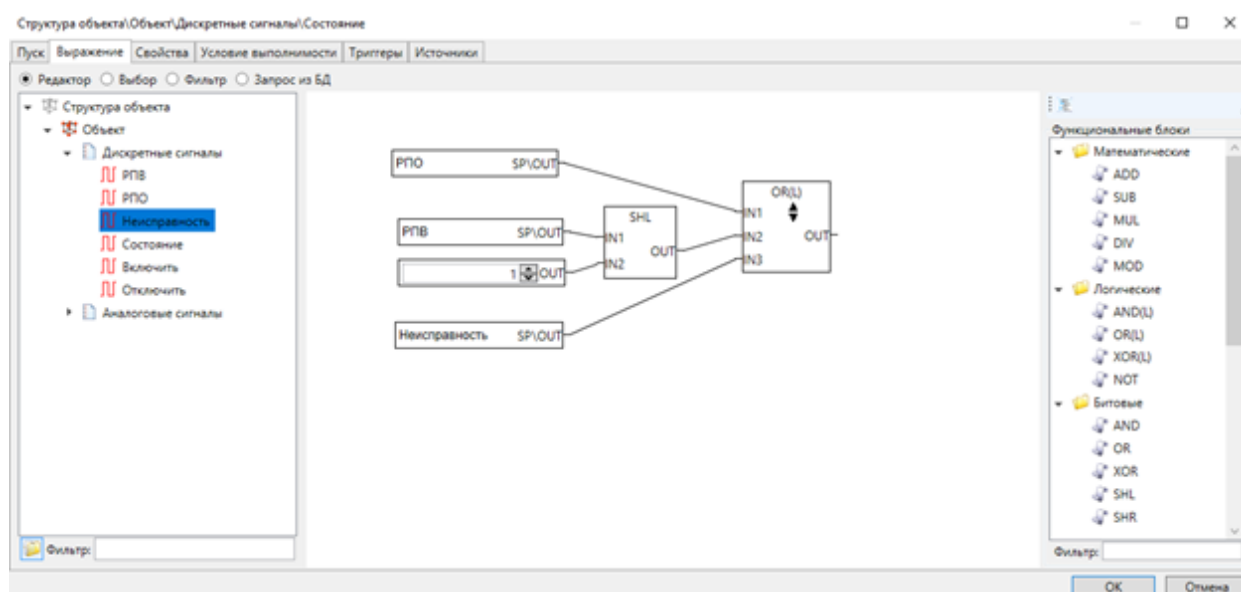 Структура объекта\Объект\Дискретные сигналы\Состояние
Пуск Выражение Свойства Условие выполнимости Триггеры Источники
Редактор Выбор Фильтр Запрос из БД
Структура объекта
Объект
Дискретные сигналы
РПВ
РПО
Неисправность
Состояние
Включить
Отключить
Аналоговые сигналы
Фильтр:
РПО SP\OUT
РПВ SP\OUT
1 OUT
Неисправность SP\OUT
SHL
IN1
OUT
IN2
OR(L)
IN1
IN2 OUT
IN3
Функциональные блоки
Математические
ADD
SUB
MUL
DIV
MOD
Логические
AND(L)
OR(L)
XOR(L)
NOT
Битовые
AND
OR
XOR
SHL
SHR
Фильтр:
OK Отмена